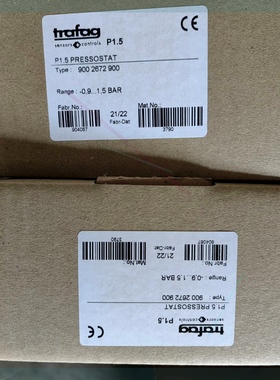 trafag P1.5 CE
sensors & controls
P1.5 PRESSOSTAT
Type : 900 2672 900
Range : -0,9...1,5 BAR
Fabr.No: 21/22 Mat.No:
904087 Fabr-Dat 3790
trafag P1.5 CE
sensors & controls
P1.5 PRESSOSTAT
Type : 900 2672 900
Range : -0,9...1,5 BAR
Fabr.No: 21/22 Mat.No:
904087 Fabr-Dat 3790